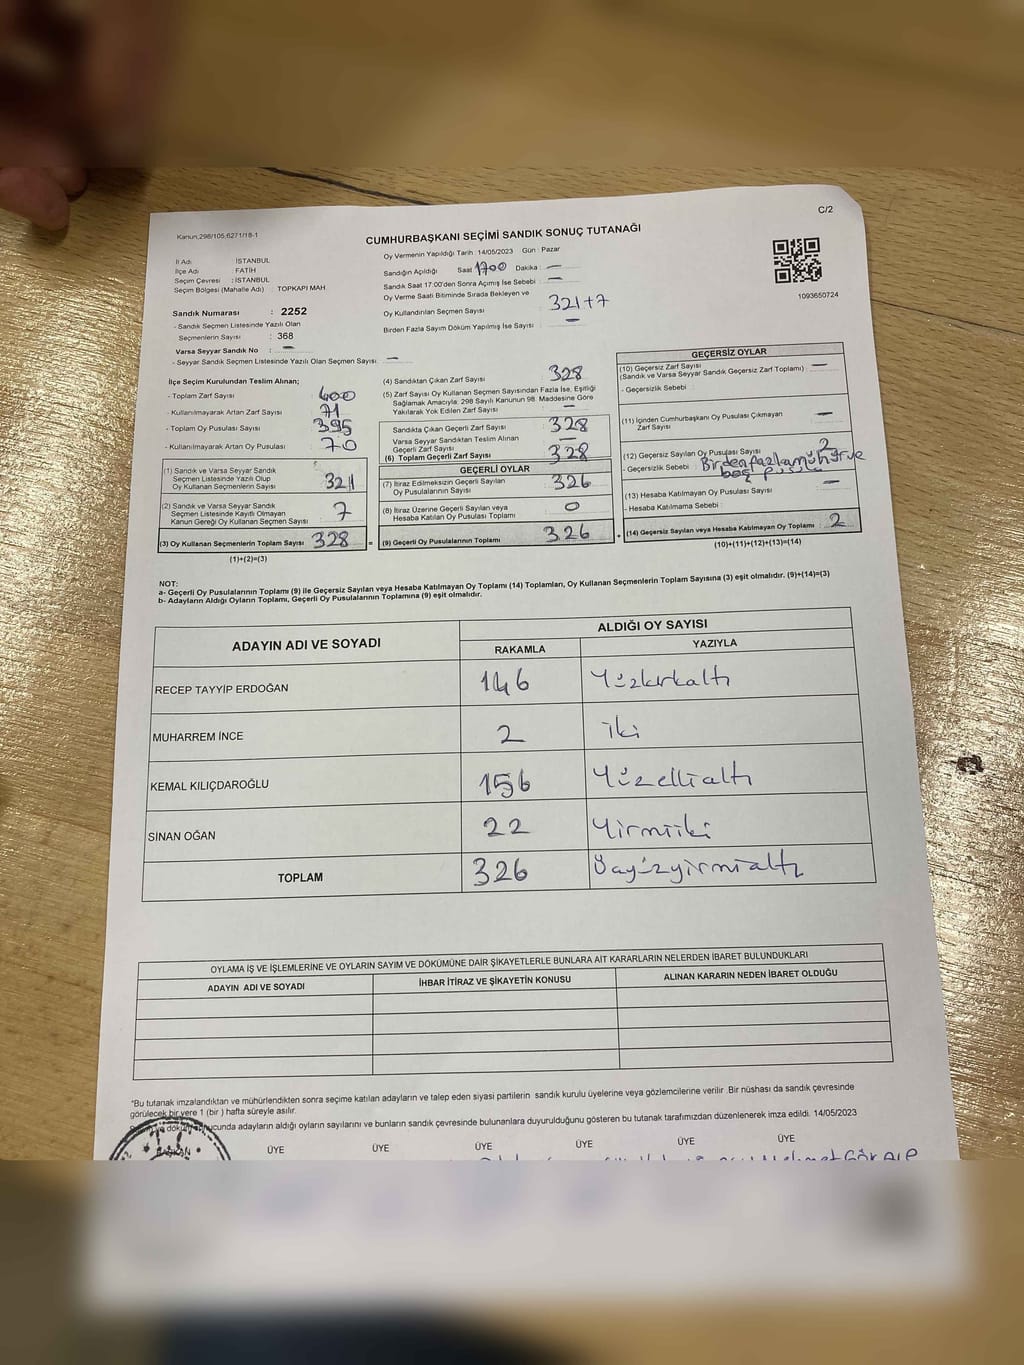 C/2
Kanun;298/105;6271/18-1
CUMHURBAŞKANI SEÇİMİ SANDIK SONUÇ TUTANAĞI
İl Adı : İSTANBUL
İlçe Adı : FATİH
Seçim Çevresi : İSTANBUL
Seçim Bölgesi (Mahalle Adı) : TOPKAPI MAH
Oy Vermenin Yapıldığı Tarih 14/05/2023 Gün : Pazar
Sandığın Açıldığı Saat 1700 Dakika : —
Sandık Saat 17:00'den Sonra Açımış İse Sebebi : —
Oy Verme Saati Bitiminde Sırada Bekleyen ve
Oy Kullandırılan Seçmen Sayısı : 321+7
Birden Fazla Sayım Döküm Yapılmış İse Sayısı : —
1093650724
Sandık Numarası : 2252
- Sandık Seçmen Listesinde Yazılı Olan
Seçmenlerin Sayısı : 368
Varsa Seyyar Sandık No : —
- Seyyar Sandık Seçmen Listesinde Yazılı Olan Seçmen Sayısı : —
İlçe Seçim Kurulundan Teslim Alınan;
- Toplam Zarf Sayısı : 400
- Kullanılmayarak Artan Zarf Sayısı : 71
- Toplam Oy Pusulası Sayısı : 395
- Kullanılmayarak Artan Oy Pusulası : 70
(1) Sandık ve Varsa Seyyar Sandık
Seçmen Listesinde Yazılı Olup
Oy Kullanan Seçmenlerin Sayısı 321
(2) Sandık ve Varsa Seyyar Sandık
Seçmen Listesinde Kayıtlı Olmayan
Kanun Gereği Oy Kullanan Seçmen Sayısı 7
(3) Oy Kullanan Seçmenlerin Toplam Sayısı 328 =
(1)+(2)=(3)
(4) Sandıktan Çıkan Zarf Sayısı 328
(5) Zarf Sayısı Oy Kullanan Seçmen Sayısından Fazla İse, Eşitliği
Sağlamak Amacıyla, 298 Sayılı Kanunun 98. Maddesine Göre
Yakılarak Yok Edilen Zarf Sayısı —
Sandıkta Çıkan Geçerli Zarf Sayısı 328
Varsa Seyyar Sandıktan Teslim Alınan
Geçerli Zarf Sayısı —
(6) Toplam Geçerli Zarf Sayısı 328
GEÇERLİ OYLAR
(7) İtiraz Edilmeksizin Geçerli Sayılan
Oy Pusulalarının Sayısı 326
(8) İtiraz Üzerine Geçerli Sayılan veya
Hesaba Katılan Oy Pusulası Toplamı 0
(9) Geçerli Oy Pusulalarının Toplamı 326 +
GEÇERSİZ OYLAR
(10) Geçersiz Zarf Sayısı —
(Sandık ve Varsa Seyyar Sandık Geçersiz Zarf Toplamı)
- Geçersizlik Sebebi :
(11) İçinden Cumhurbaşkanı Oy Pusulası Çıkmayan
Zarf Sayısı —
(12) Geçersiz Sayılan Oy Pusulası Sayısı 2
- Geçersizlik Sebebi : Birden fazla mühür ve
boş pusula
(13) Hesaba Katılmayan Oy Pusulası Sayısı —
- Hesaba Katılmama Sebebi :
(14) Geçersiz Sayılan veya Hesaba Katılmayan Oy Toplamı 2
(10)+(11)+(12)+(13)=(14)
NOT:
a- Geçerli Oy Pusulalarının Toplamı (9) ile Geçersiz Sayılan veya Hesaba Katılmayan Oy Toplamı (14) Toplamları, Oy Kullanan Seçmenlerin Toplam Sayısına (3) eşit olmalıdır. (9)+(14)=(3)
b- Adayların Aldığı Oyların Toplamı, Geçerli Oy Pusulalarının Toplamına (9) eşit olmalıdır.
ADAYIN ADI VE SOYADI
ALDIĞI OY SAYISI
RAKAMLA YAZIYLA
RECEP TAYYİP ERDOĞAN 146 Yüzkırkaltı
MUHARREM İNCE 2 iki
KEMAL KILIÇDAROĞLU 156 Yüzellialtı
SİNAN OĞAN 22 Yirmiiki
TOPLAM 326 Üçyüzyirmialtı
OYLAMA İŞ VE İŞLEMLERİNE VE OYLARIN SAYIM VE DÖKÜMÜNE DAİR ŞİKAYETLERLE BUNLARA AİT KARARLARIN NELERDEN İBARET BULUNDUKLARI
ADAYIN ADI VE SOYADI İHBAR İTİRAZ VE ŞİKAYETİN KONUSU ALINAN KARARIN NEDEN İBARET OLDUĞU
*Bu tutanak imzalandıktan ve mühürlendikten sonra seçime katılan adayların ve talep eden siyasi partilerin sandık kurulu üyelerine veya gözlemcilerine verilir .Bir nüshası da sandık çevresinde
görülecek bir yere 1 (bir ) hafta süreyle asılır.
ucunda adayların aldığı oyların sayılarını ve bunların sandık çevresinde bulunanlara duyurulduğunu gösteren bu tutanak tarafımızdan düzenlenerek imza edildi. 14/05/2023
BAŞKAN ÜYE ÜYE ÜYE ÜYE ÜYE ÜYE